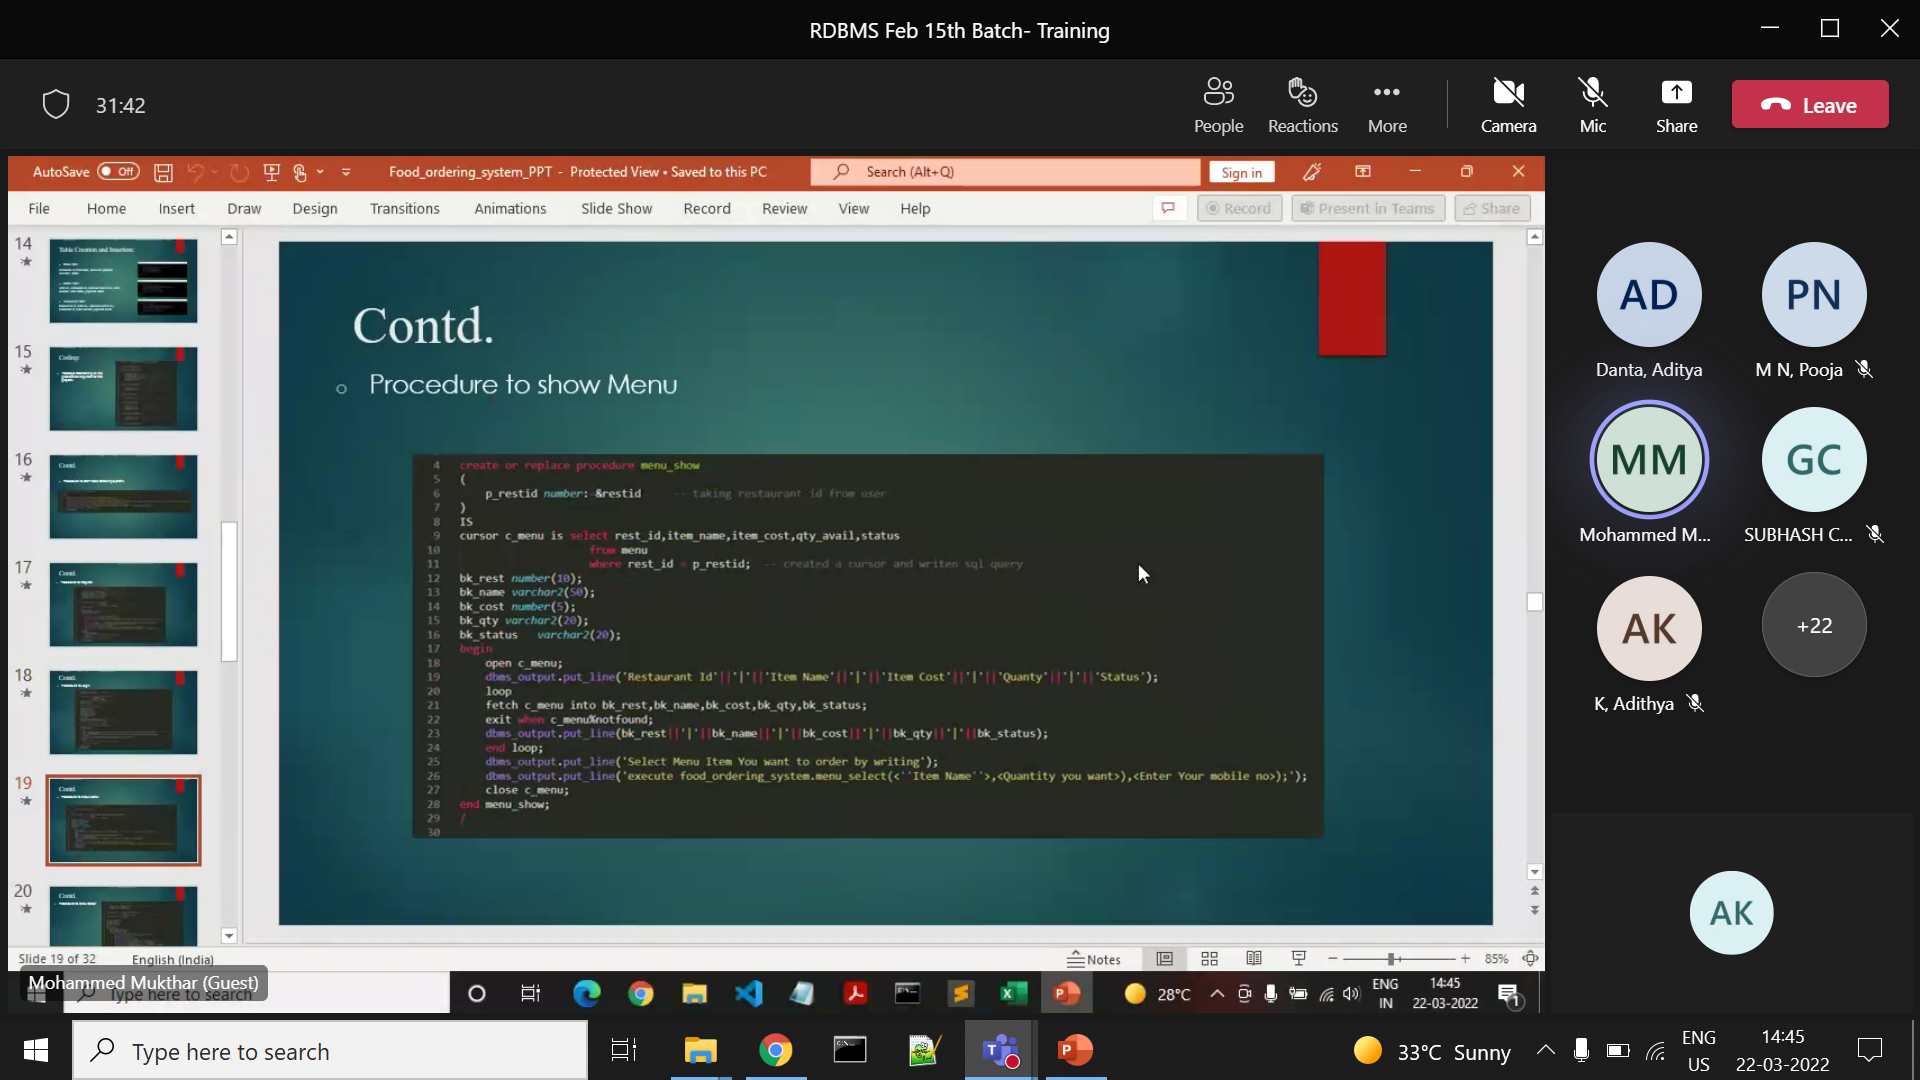 RDBMS Feb 15th Batch- Training
31:42
People
Reactions
More
Camera
Mic
Share
Leave
AutoSave
Off
Food_ordering_system_PPT - Protected View • Saved to this PC
Search (Alt+Q)
Sign in
File
Home
Insert
Draw
Design
Transitions
Animations
Slide Show
Record
Review
View
Help
Record
Present in Teams
Share
14
Table Creation and Insertion:
15
Coding:
16
Contd.
17
Contd.
18
Contd.
19
Contd.
20
Contd.
Contd.
Procedure to show Menu
4 create or replace procedure menu_show
5 (
6 p_restid number:=&restid -- taking restaurant id from user
7 )
8 IS
9 cursor c_menu is select rest_id,item_name,item_cost,qty_avail,status
10 from menu
11 where rest_id = p_restid; -- created a cursor and writen sql query
12 bk_rest number(10);
13 bk_name varchar2(50);
14 bk_cost number(5);
15 bk_qty varchar2(20);
16 bk_status varchar2(20);
17 begin
18 open c_menu;
19 dbms_output.put_line('Restaurant Id'||'|'||'Item Name'||'|'||'Item Cost'||'|'||'Quanty'||'|'||'Status');
20 loop
21 fetch c_menu into bk_rest,bk_name,bk_cost,bk_qty,bk_status;
22 exit when c_menu%notfound;
23 dbms_output.put_line(bk_rest||'|'||bk_name||'|'||bk_cost||'|'||bk_qty||'|'||bk_status);
24 end loop;
25 dbms_output.put_line('Select Menu Item You want to order by writing');
26 dbms_output.put_line('execute food_ordering_system.menu_select(<''Item Name''>,<Quantity you want>),<Enter Your mobile no>);');
27 close c_menu;
28 end menu_show;
29 /
30
Slide 19 of 32
English (India)
Notes
85%
Mohammed Mukthar (Guest)
Type here to search
28°C
ENG
IN
14:45
22-03-2022
1
AD
Danta, Aditya
PN
M N, Pooja
MM
Mohammed M...
GC
SUBHASH C...
AK
K, Adithya
+22
AK
Type here to search
33°C Sunny
ENG
US
14:45
22-03-2022